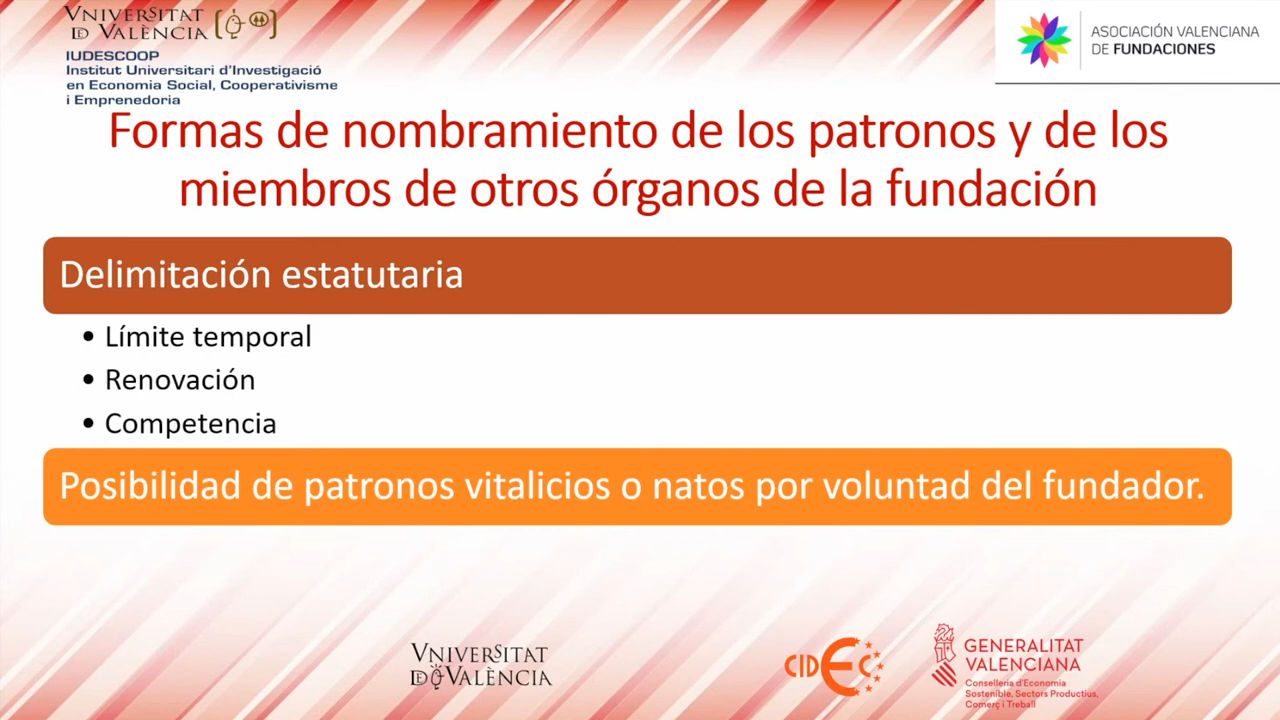 VNIVERSITAT
DE VALÈNCIA
IUDESCOOP
Institut Universitari d'Investigació
en Economia Social, Cooperativisme
i Emprenedoria
ASOCIACIÓN VALENCIANA
DE FUNDACIONES
Formas de nombramiento de los patronos y de los
miembros de otros órganos de la fundación
Delimitación estatutaria
• Límite temporal
• Renovación
• Competencia
Posibilidad de patronos vitalicios o natos por voluntad del fundador.
VNIVERSITAT
DE VALÈNCIA
CIDEC
GENERALITAT
VALENCIANA
Conselleria d'Economia
Sostenible, Sectors Productius,
Comerç i Treball